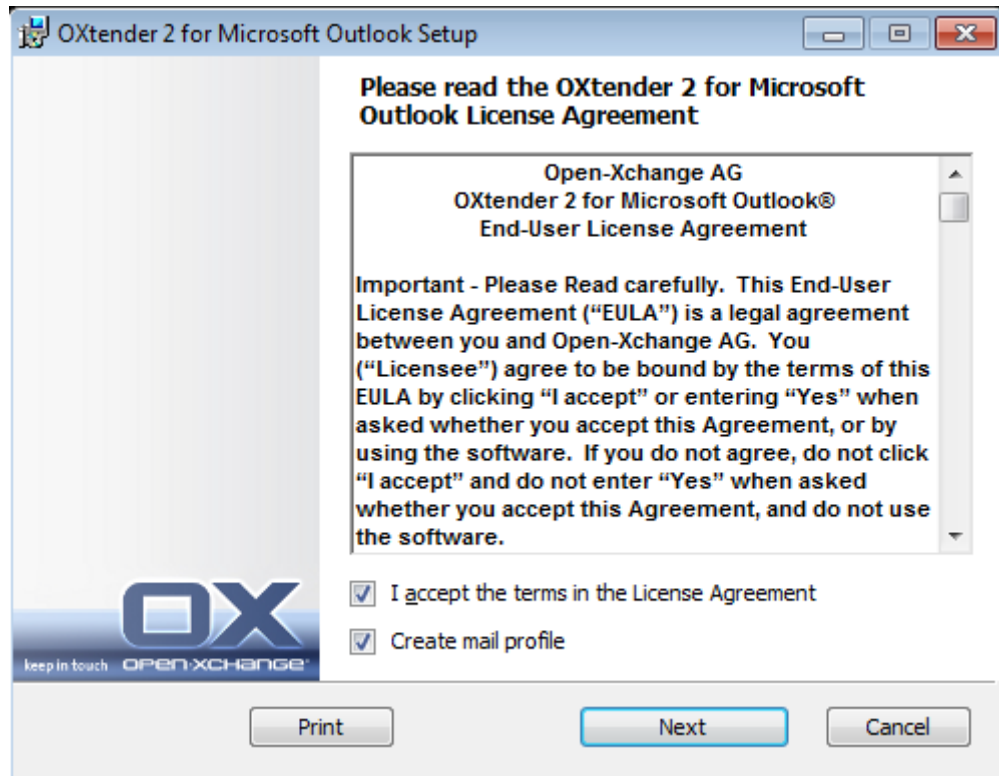 OXtender 2 for Microsoft Outlook Setup
Please read the OXtender 2 for Microsoft
Outlook License Agreement
Open-Xchange AG
OXtender 2 for Microsoft Outlook®
End-User License Agreement
Important - Please Read carefully.  This End-User
License Agreement (“EULA”) is a legal agreement
between you and Open-Xchange AG.  You
(“Licensee”) agree to be bound by the terms of this
EULA by clicking “I accept” or entering “Yes” when
asked whether you accept this Agreement, or by
using the software.  If you do not agree, do not click
“I accept” and do not enter “Yes” when asked
whether you accept this Agreement, and do not use
the software.
I accept the terms in the License Agreement
Create mail profile
OX
keep in touch OPEN-XCHANGE
Print
Next
Cancel